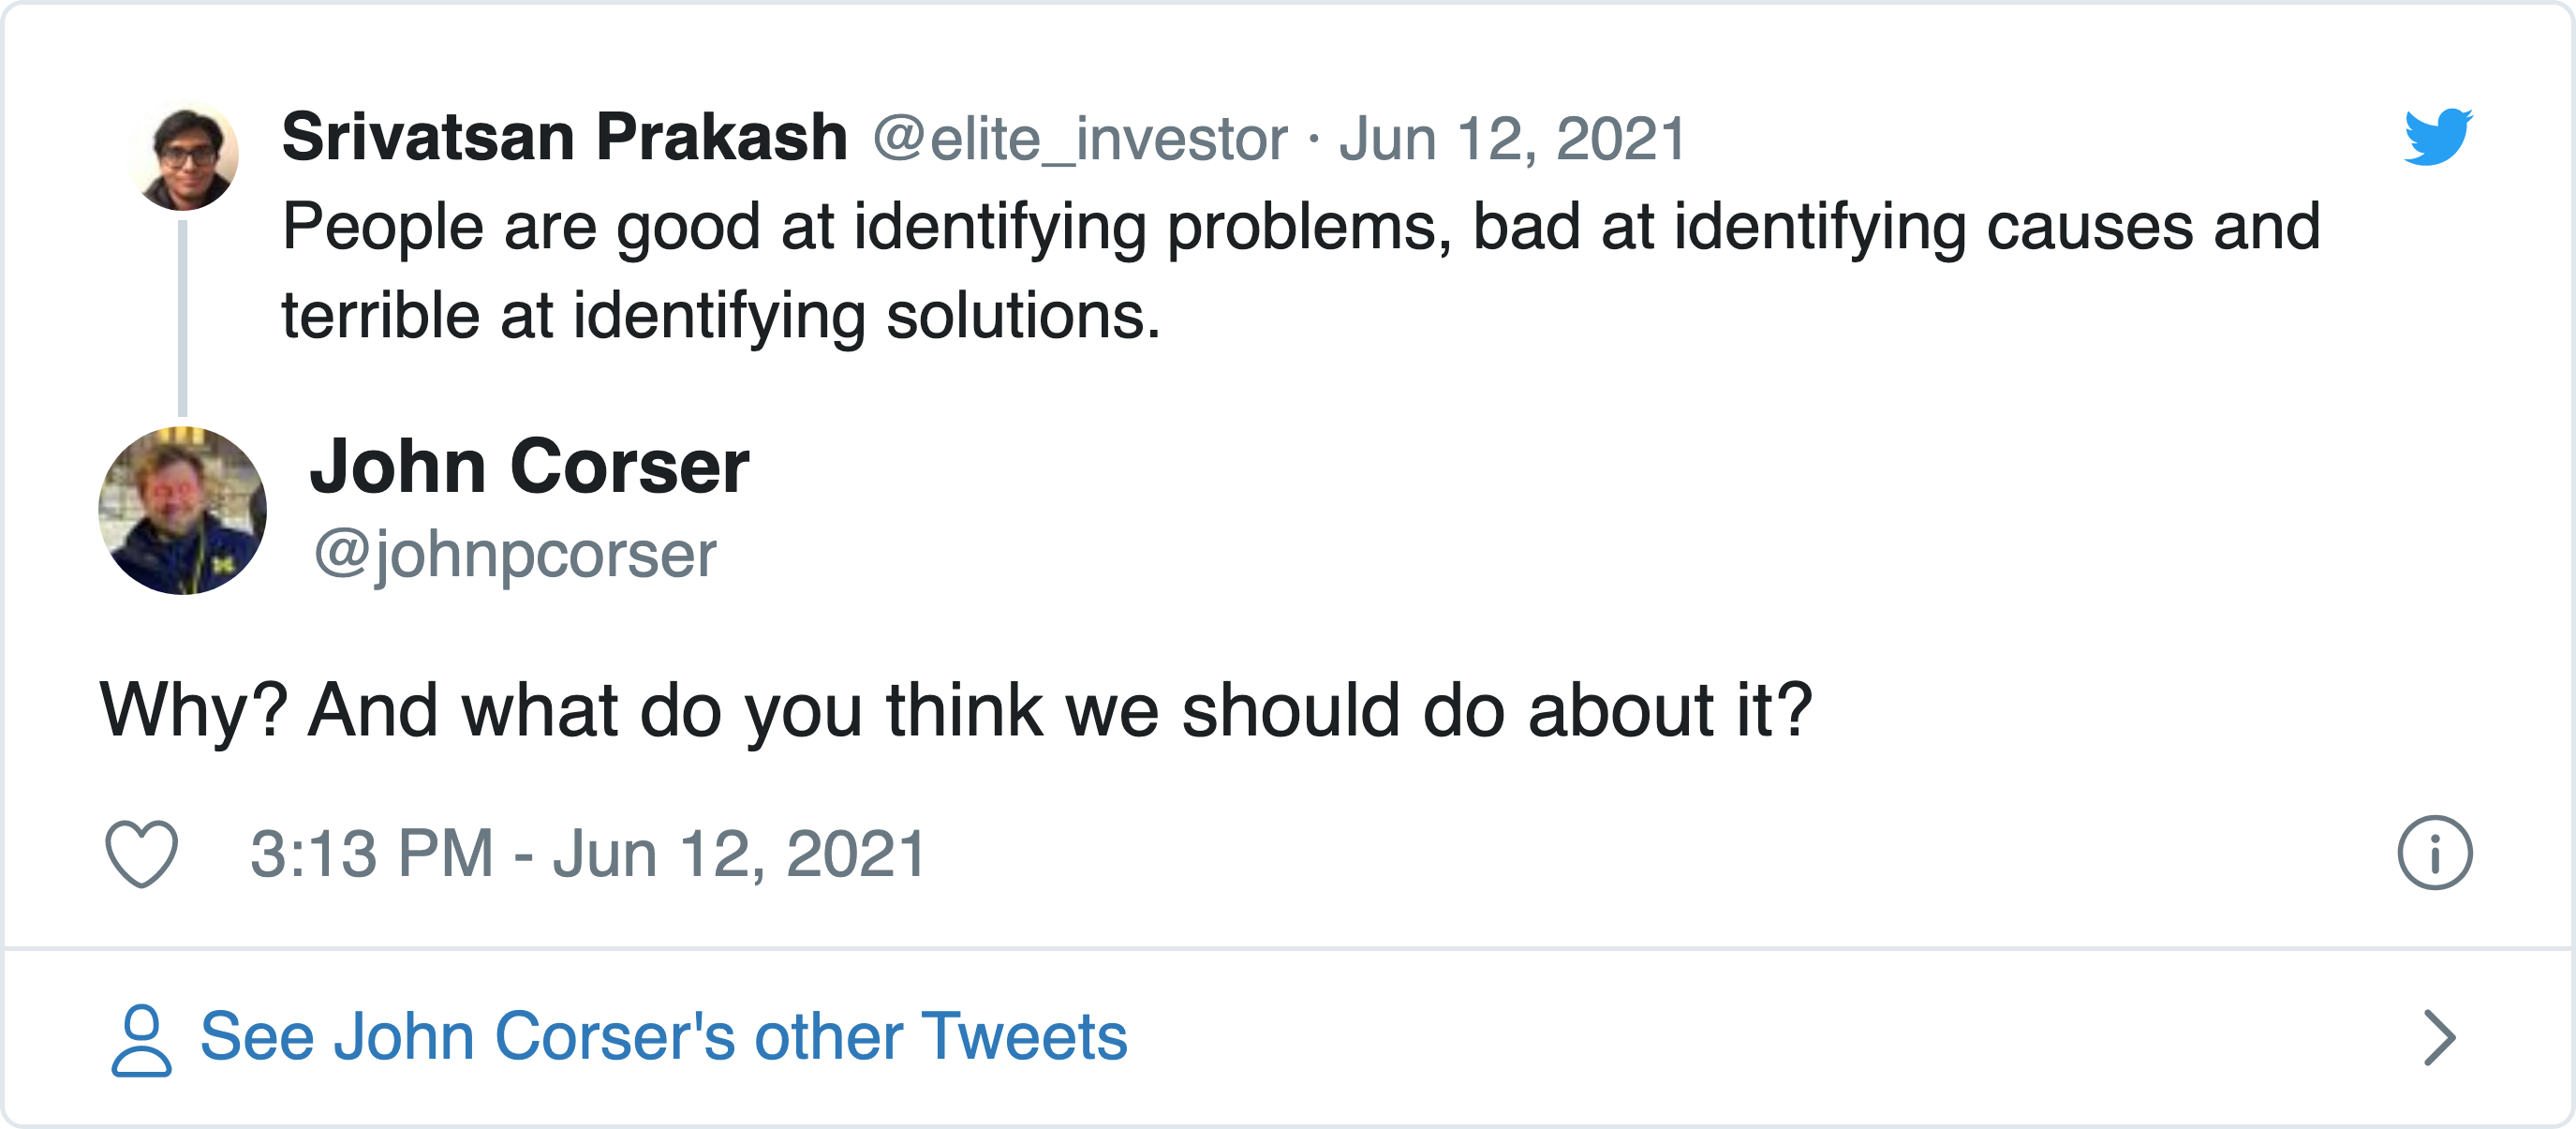 Srivatsan Prakash @elite_investor · Jun 12, 2021
People are good at identifying problems, bad at identifying causes and
terrible at identifying solutions.
John Corser
@johnpcorser
Why? And what do you think we should do about it?
3:13 PM - Jun 12, 2021
See John Corser's other Tweets